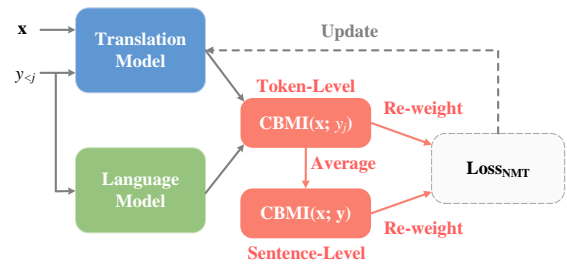 x
Translation
Model
Update
y<j
Token-Level
CBMI(x; yj)
Re-weight
Average
Language
Model
LossNMT
CBMI(x; y)
Re-weight
Sentence-Level